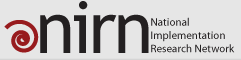 nirn
National
Implementation
Research Network